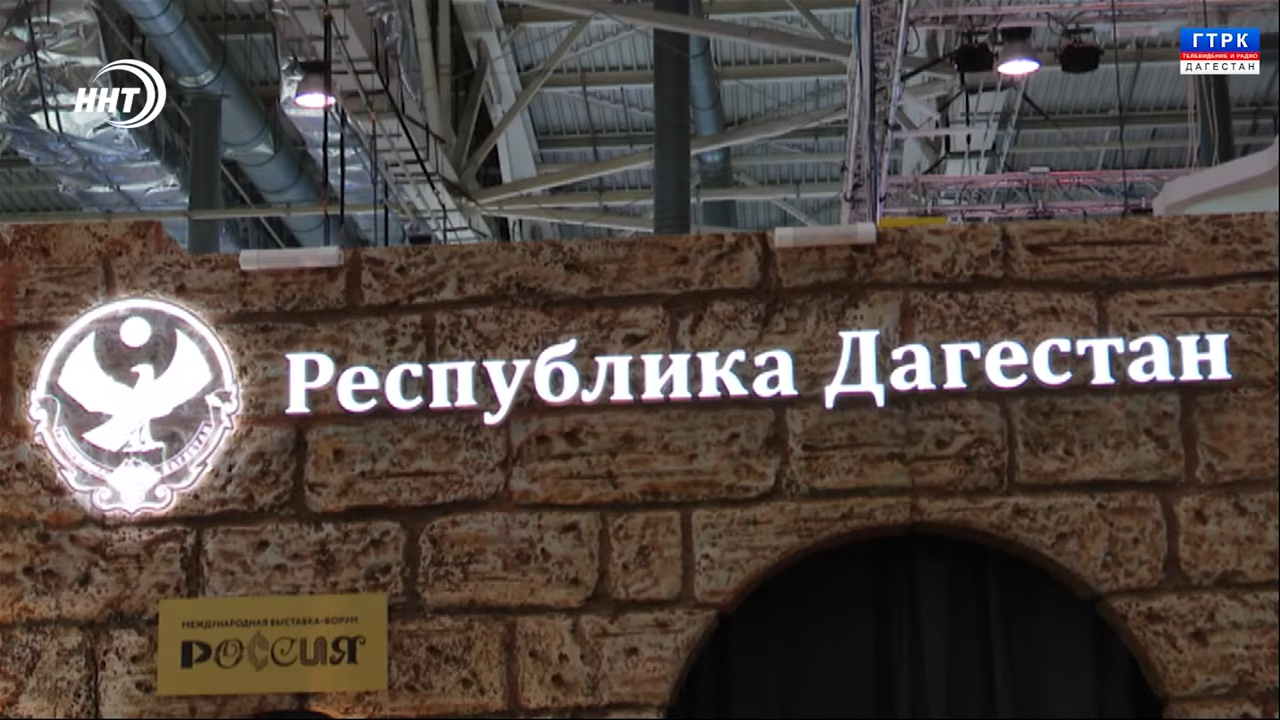 ННТ
ГТРК
ТЕЛЕВИДЕНИЕ И РАДИО
ДАГЕСТАН
Республика Дагестан
МЕЖДУНАРОДНАЯ ВЫСТАВКА-ФОРУМ
РОССИЯ